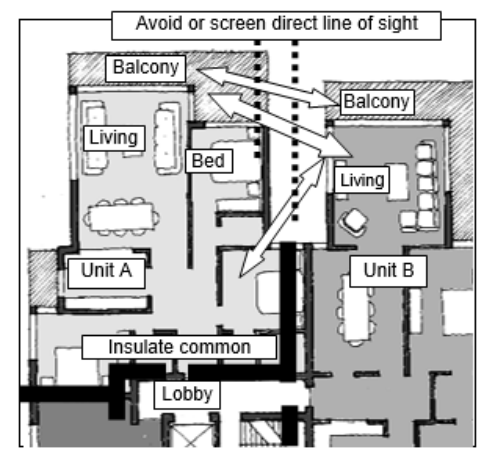 Avoid or screen direct line of sight
Balcony
Balcony
Living
Bed
Living
Unit A
Unit B
Insulate common
Lobby